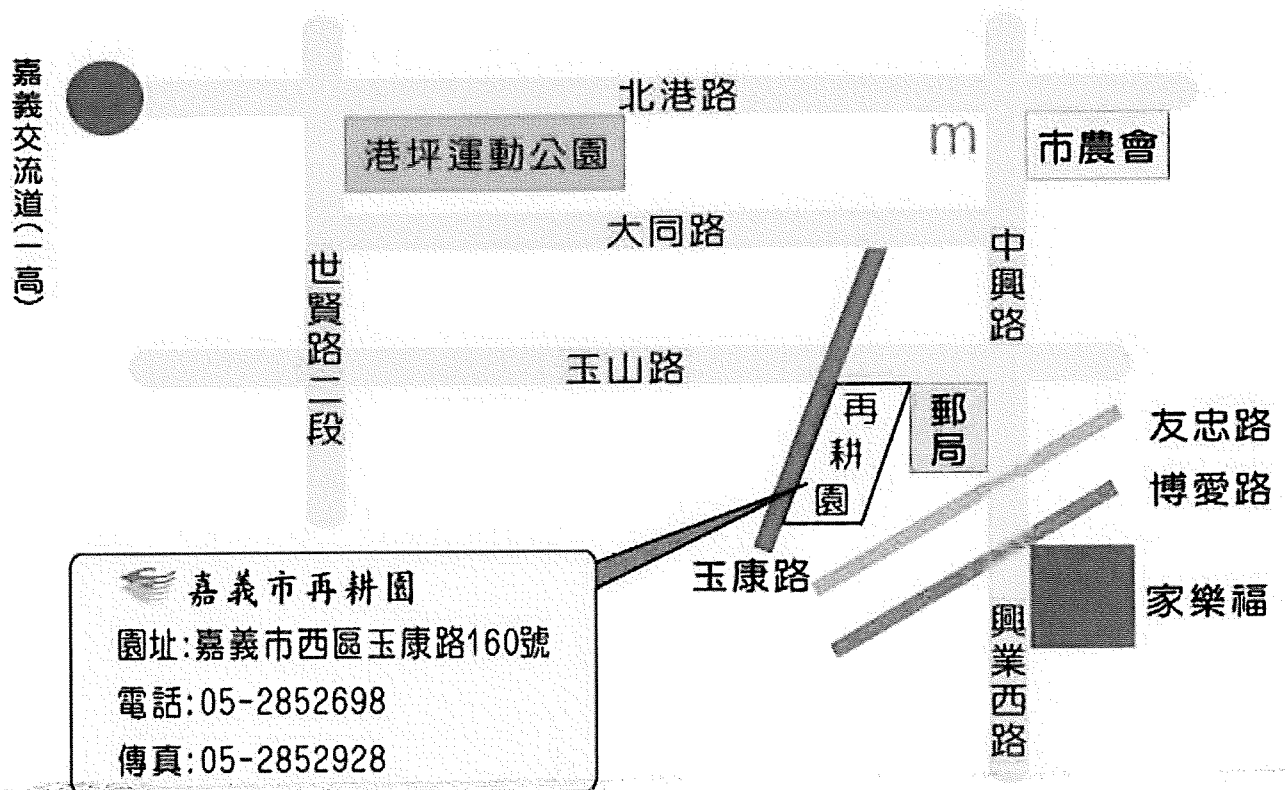 嘉義交流道(一高)
北港路
港坪運動公園
m
市農會
大同路
中興路
世賢路二段
玉山路
再耕園
郵局
友忠路
博愛路
玉康路
家樂福
興業西路
嘉義市再耕園
園址:嘉義市西區玉康路160號
電話:05-2852698
傳真:05-2852928